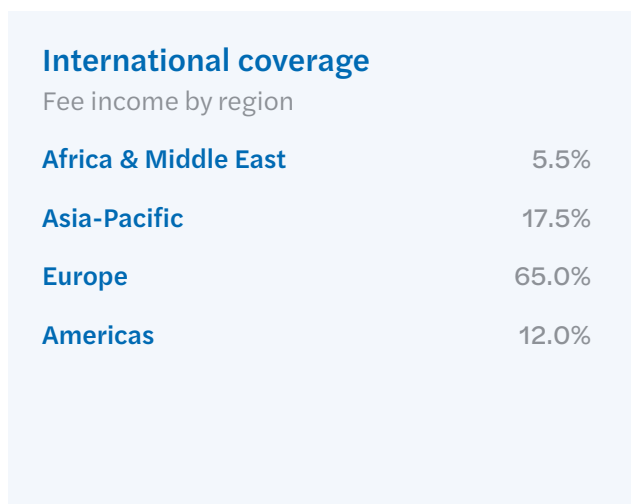 International coverage
Fee income by region
Africa & Middle East 5.5%
Asia-Pacific 17.5%
Europe 65.0%
Americas 12.0%